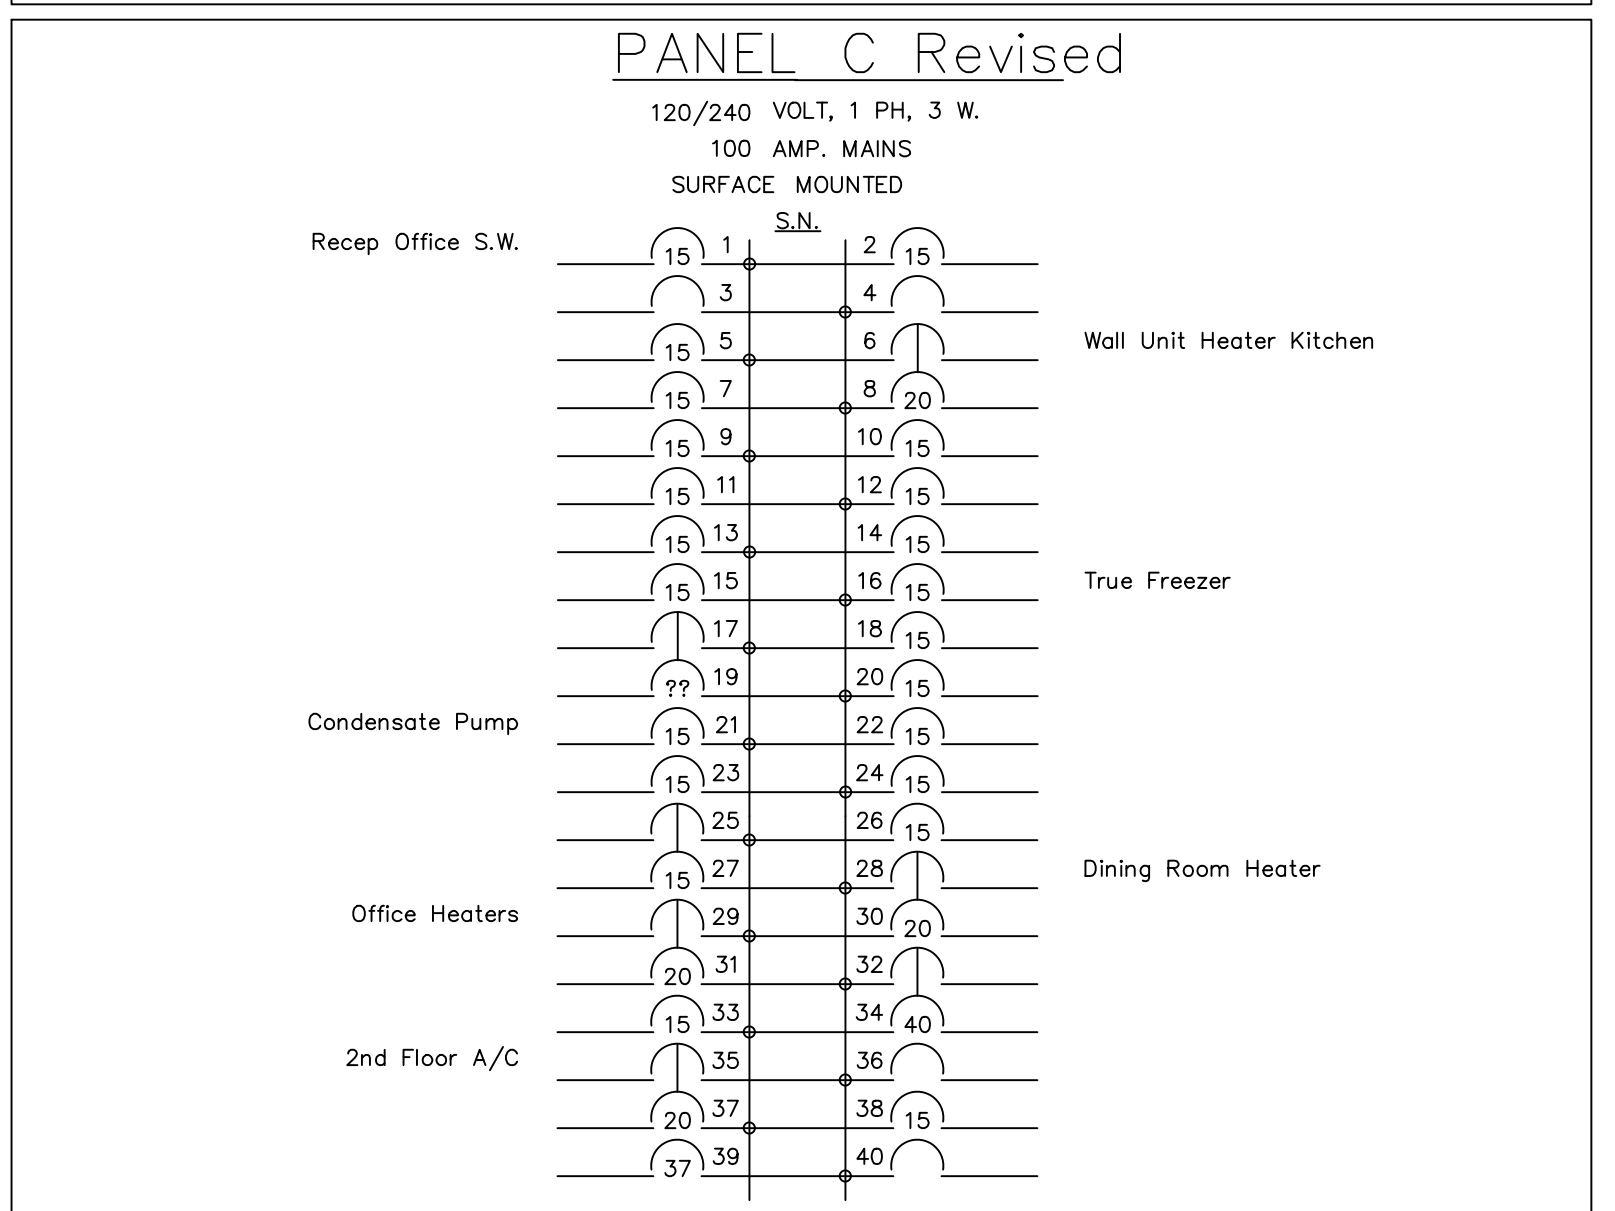 PANEL C Revised
120/240 VOLT, 1 PH, 3 W.
100 AMP. MAINS
SURFACE MOUNTED
S.N.
Recep Office S.W. 15 1 2 15
3 4
15 5 6 Wall Unit Heater Kitchen
15 7 8 20
15 9 10 15
15 11 12 15
15 13 14 15
15 15 16 15 True Freezer
17 18 15
?? 19 20 15
Condensate Pump 15 21 22 15
15 23 24 15
25 26 15
15 27 28 Dining Room Heater
Office Heaters 29 30 20
20 31 32
15 33 34 40
2nd Floor A/C 35 36
20 37 38 15
37 39 40